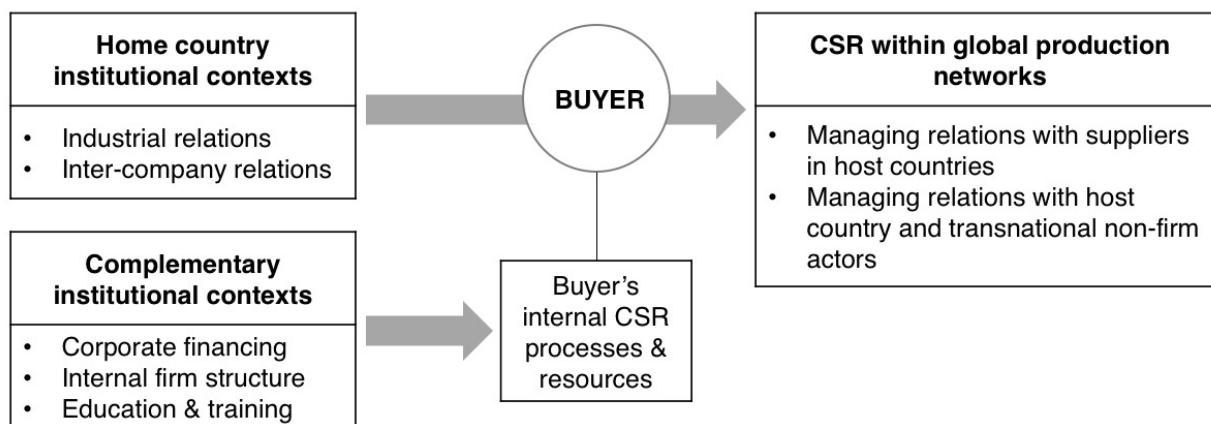 Home country
institutional contexts
• Industrial relations
• Inter-company relations
Complementary
institutional contexts
• Corporate financing
• Internal firm structure
• Education & training
BUYER
Buyer's
internal CSR
processes &
resources
CSR within global production
networks
• Managing relations with suppliers
in host countries
• Managing relations with host
country and transnational non-firm
actors